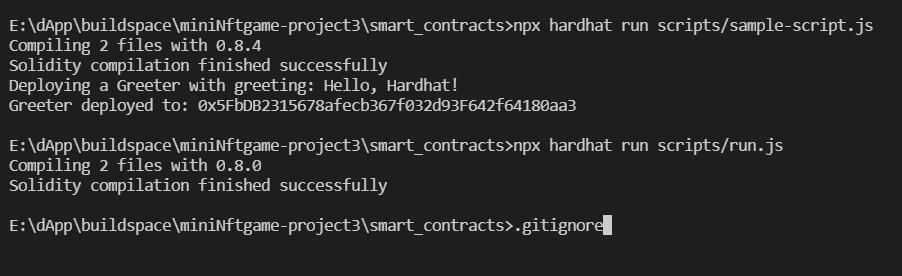 E:\dApp\buildspace\miniNftgame-project3\smart_contracts>npx hardhat run scripts/sample-script.js
Compiling 2 files with 0.8.4
Solidity compilation finished successfully
Deploying a Greeter with greeting: Hello, Hardhat!
Greeter deployed to: 0x5FbDB2315678afecb367f032d93F642f64180aa3
E:\dApp\buildspace\miniNftgame-project3\smart_contracts>npx hardhat run scripts/run.js
Compiling 2 files with 0.8.0
Solidity compilation finished successfully
E:\dApp\buildspace\miniNftgame-project3\smart_contracts>.gitignore